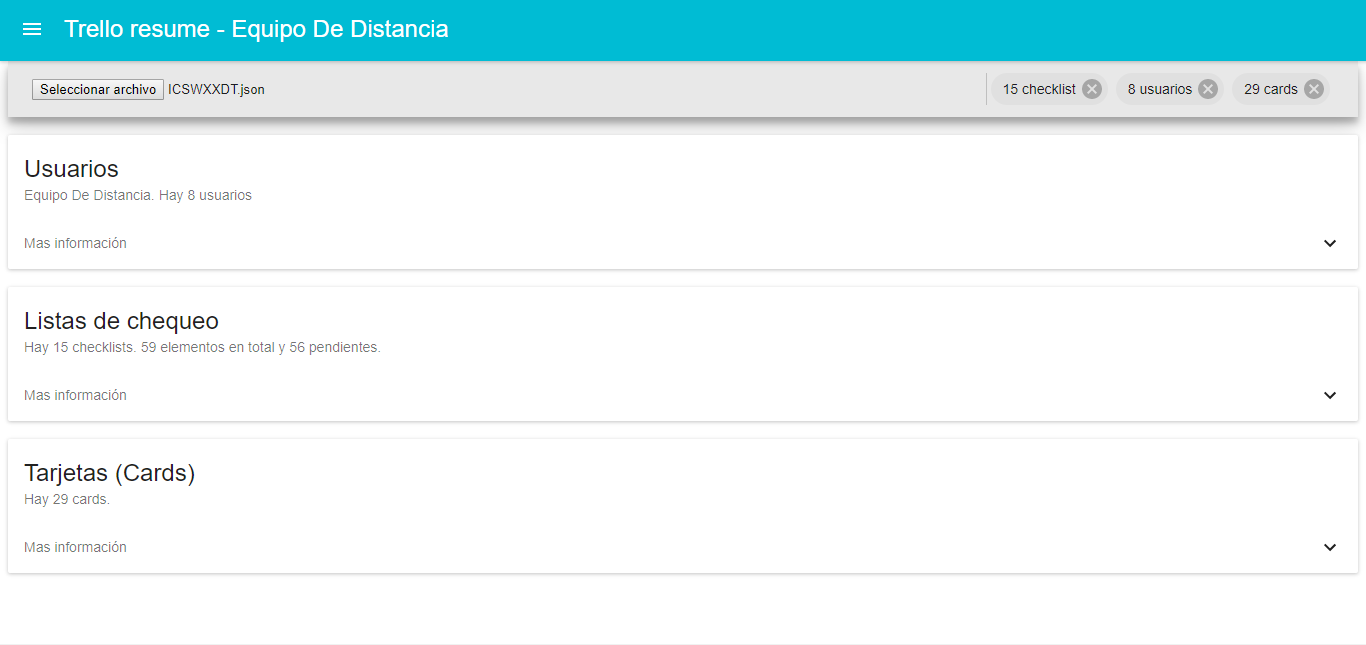 Trello resume - Equipo De Distancia
Seleccionar archivo ICSWXXDT.json
15 checklist
8 usuarios
29 cards
Usuarios
Equipo De Distancia. Hay 8 usuarios
Mas información
Listas de chequeo
Hay 15 checklists. 59 elementos en total y 56 pendientes.
Mas información
Tarjetas (Cards)
Hay 29 cards.
Mas información